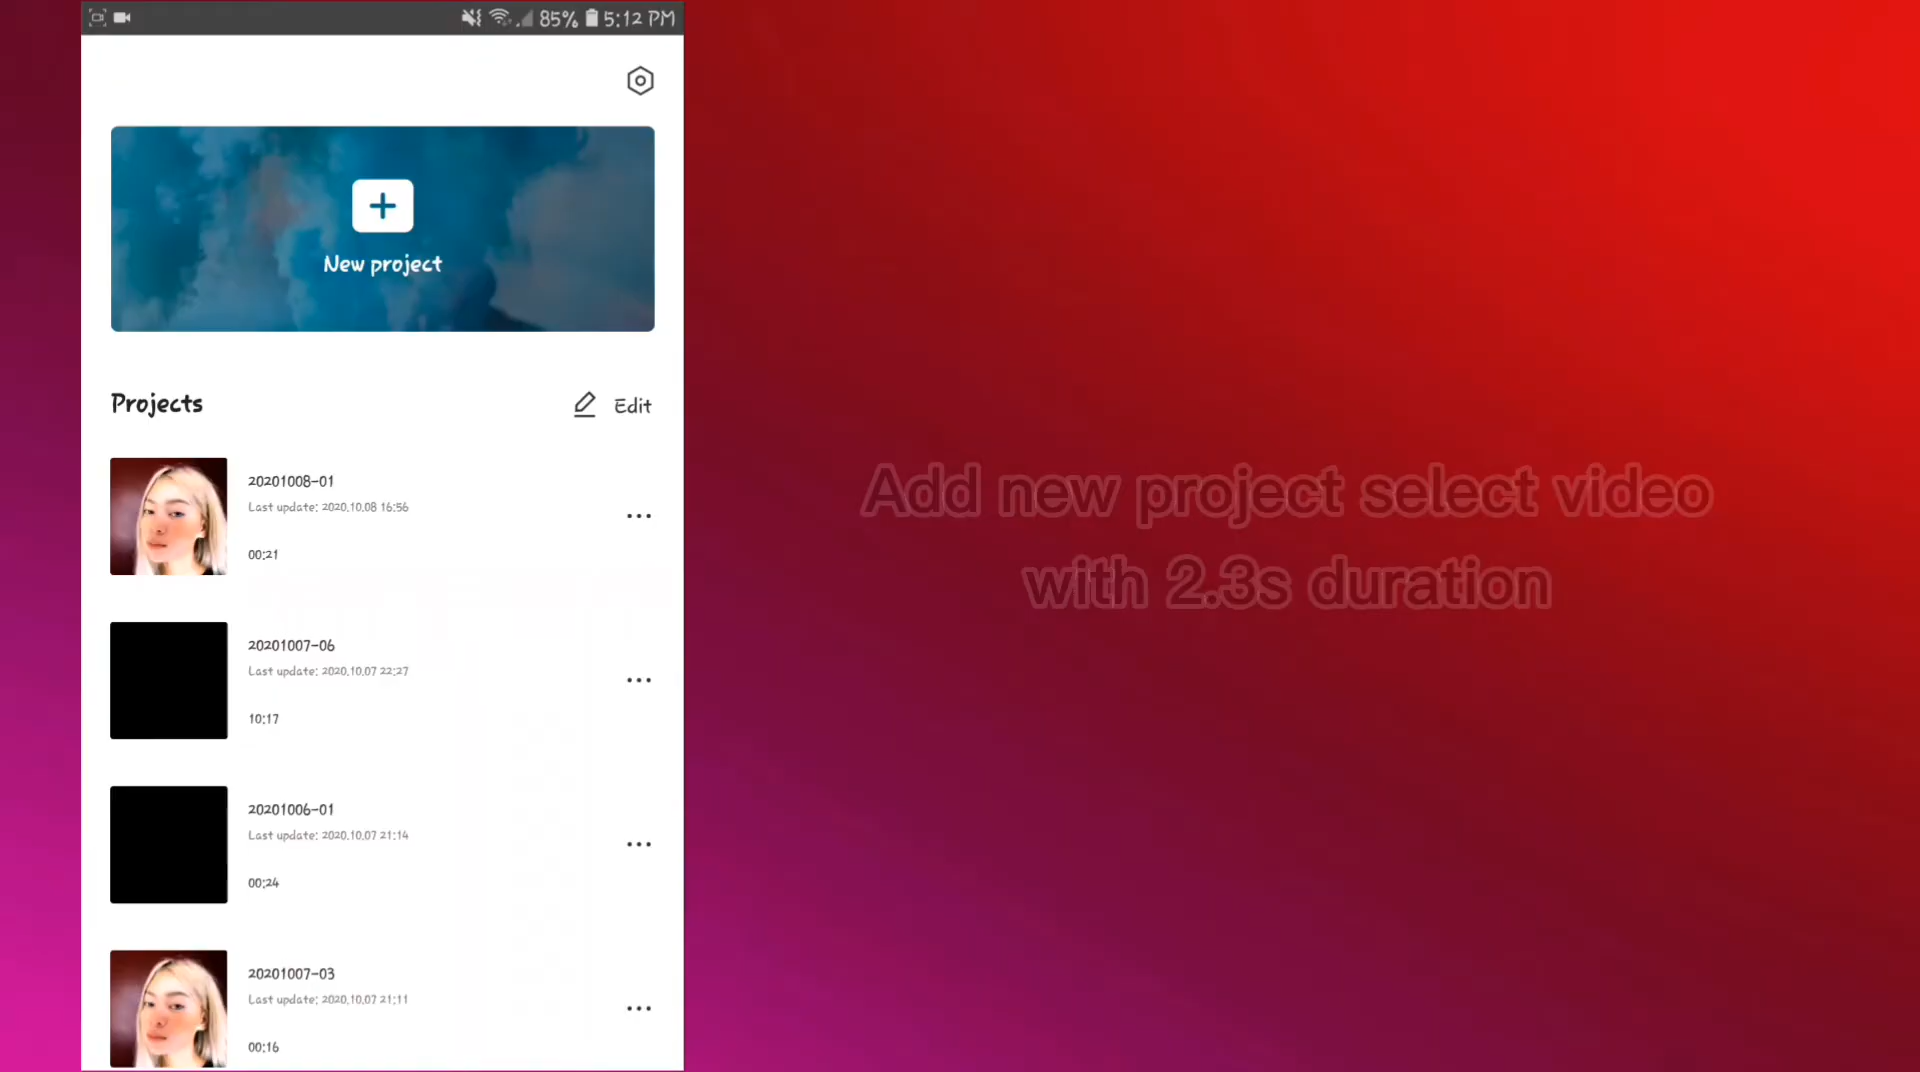 85% 5:12 PM
New project
Projects
Edit
20201008-01
Last update: 2020.10.08 16:56
00:21
20201007-06
Last update: 2020.10.07 22:27
10:17
20201006-01
Last update: 2020.10.07 21:14
00:24
20201007-03
Last update: 2020.10.07 21:11
00:16
Add new project select video
with 2.3s duration